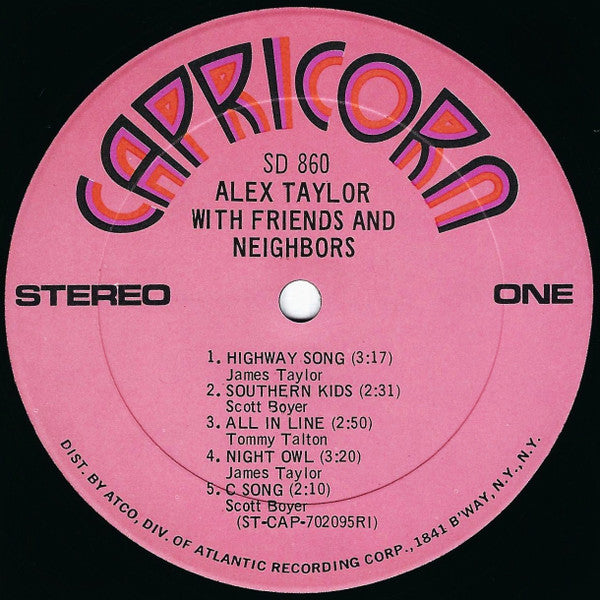 CAPRICORN
SD 860
ALEX TAYLOR
WITH FRIENDS AND
NEIGHBORS
STEREO
ONE
1. HIGHWAY SONG (3:17)
James Taylor
2. SOUTHERN KIDS (2:31)
Scott Boyer
3. ALL IN LINE (2:50)
Tommy Talton
4. NIGHT OWL (3:20)
James Taylor
5. C SONG (2:10)
Scott Boyer
(ST-CAP-702095RI)
DIST. BY ATCO, DIV. OF ATLANTIC RECORDING CORP., 1841 B'WAY, N.Y., N.Y.